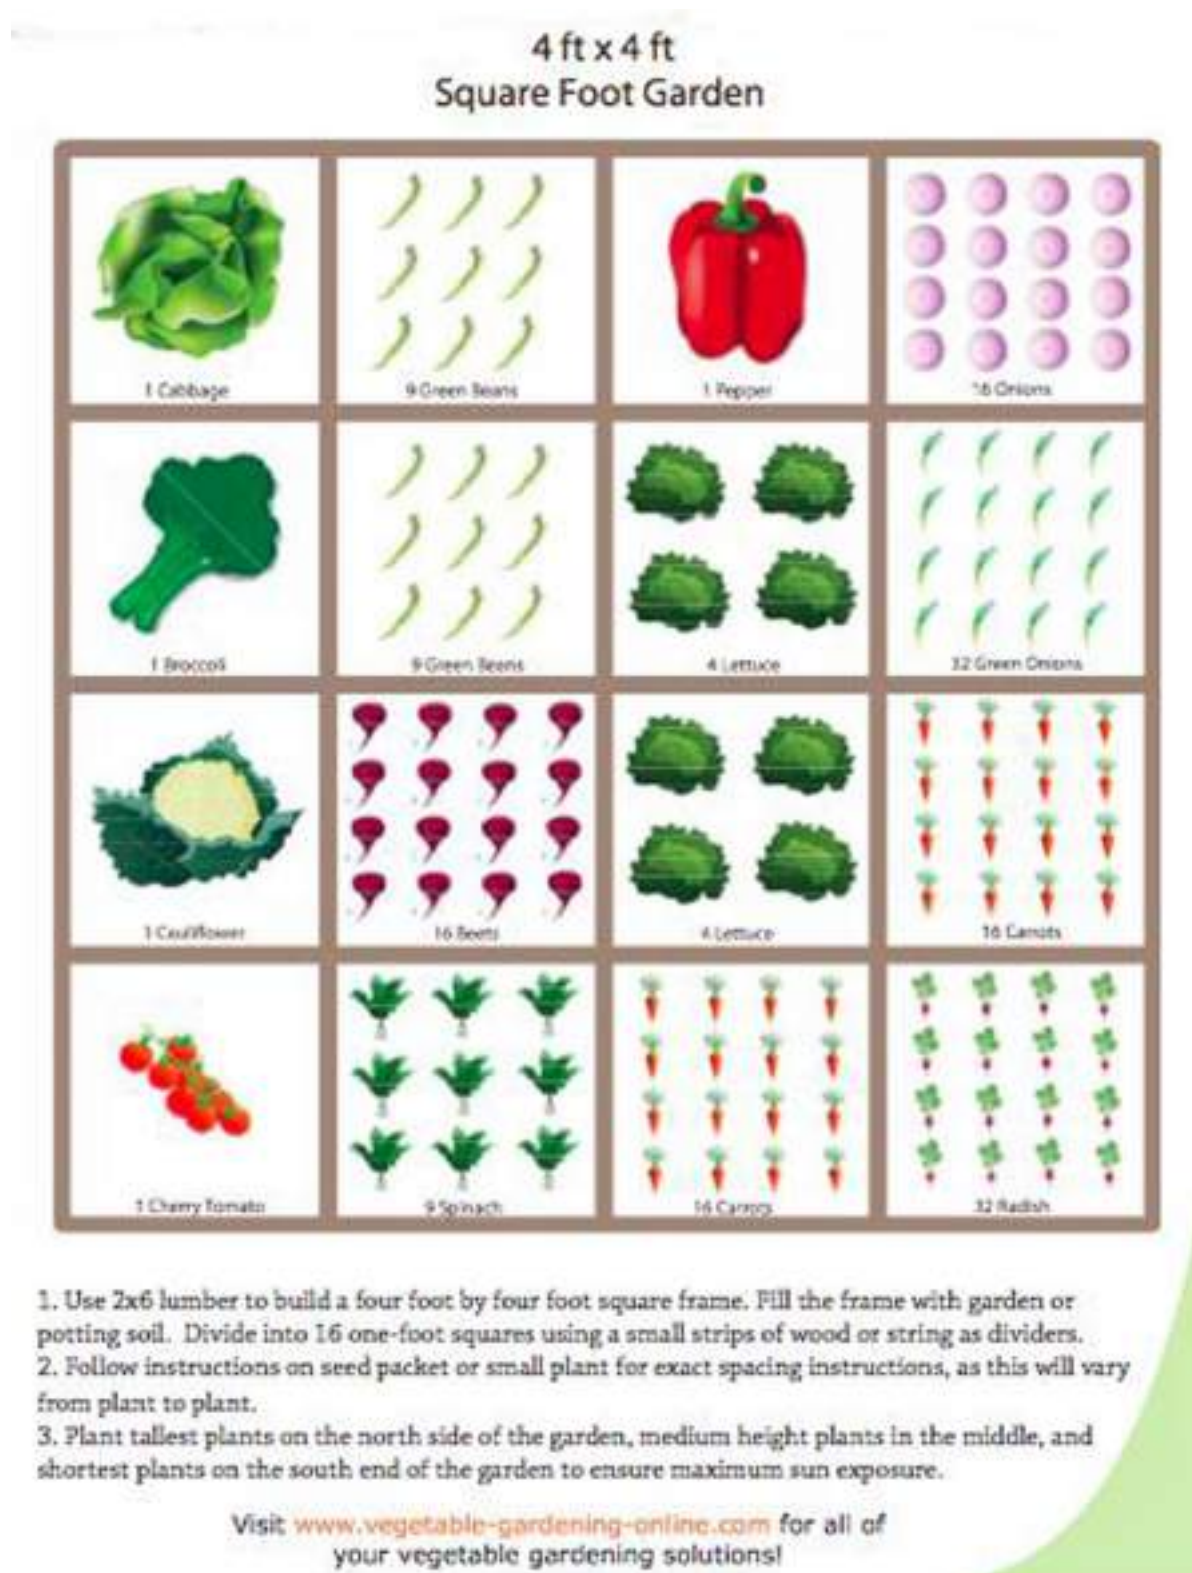 4 ft x 4 ft
Square Foot Garden
1 Cabbage
9 Green Beans
1 Pepper
16 Onions
1 Broccoli
9 Green Beens
4 Lettuce
32 Green Onions
1 Cauliflower
16 Beets
4 Lettuce
16 Carrots
1 Cherry Tomato
9 Spinach
16 Carrots
32 Radish
1. Use 2x6 lumber to build a four foot by four foot square frame. Fill the frame with garden or
potting soil. Divide into 16 one-foot squares using a small strips of wood or string as dividers.
2. Follow instructions on seed packet or small plant for exact spacing instructions, as this will vary
from plant to plant.
3. Plant tallest plants on the north side of the garden, medium height plants in the middle, and
shortest plants on the south end of the garden to ensure maximum sun exposure.
Visit www.vegetable-gardening-online.com for all of
your vegetable gardening solutions!